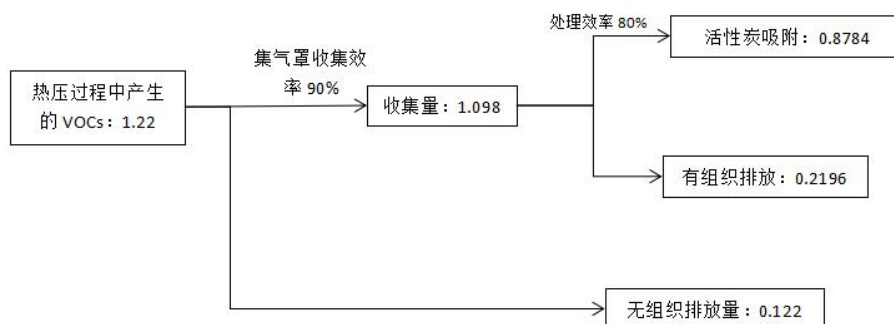 处理效率 80%
活性炭吸附：0.8784
集气罩收集效
率 90%
热压过程中产生
的 VOCs：1.22
收集量：1.098
有组织排放：0.2196
无组织排放量：0.122